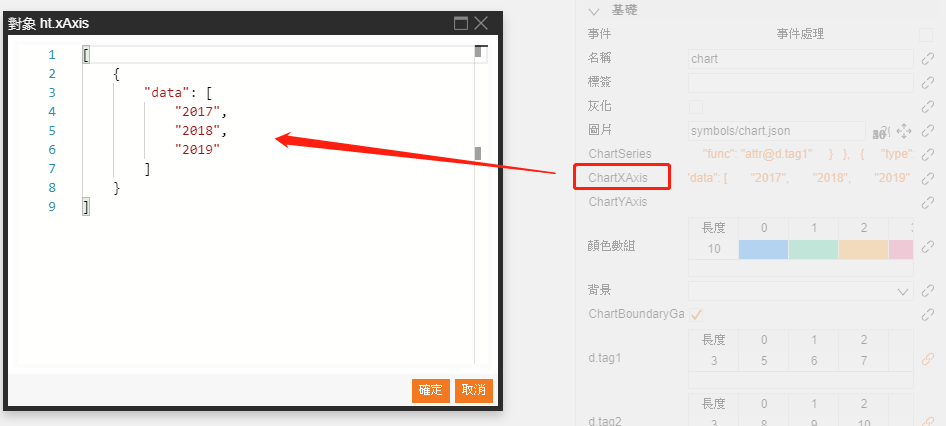 對象 ht.xAxis
1 [
2 {
3 "data": [
4 "2017",
5 "2018",
6 "2019"
7 ]
8 }
9 ]
確定 取消
基礎
事件 事件處理
名稱 chart
標簽
灰化
圖片 symbols/chart.json
ChartSeries "func": "attr@d.tag1" } }, { "type":
ChartXAxis "data": [ "2017", "2018", "2019"
ChartYAxis
長度 0 1 2
顏色數組 10
背景
ChartBoundaryGa
長度 0 1 2
d.tag1 3 5 6 7
長度 0 1 2
d.tag2 3 8 9 10